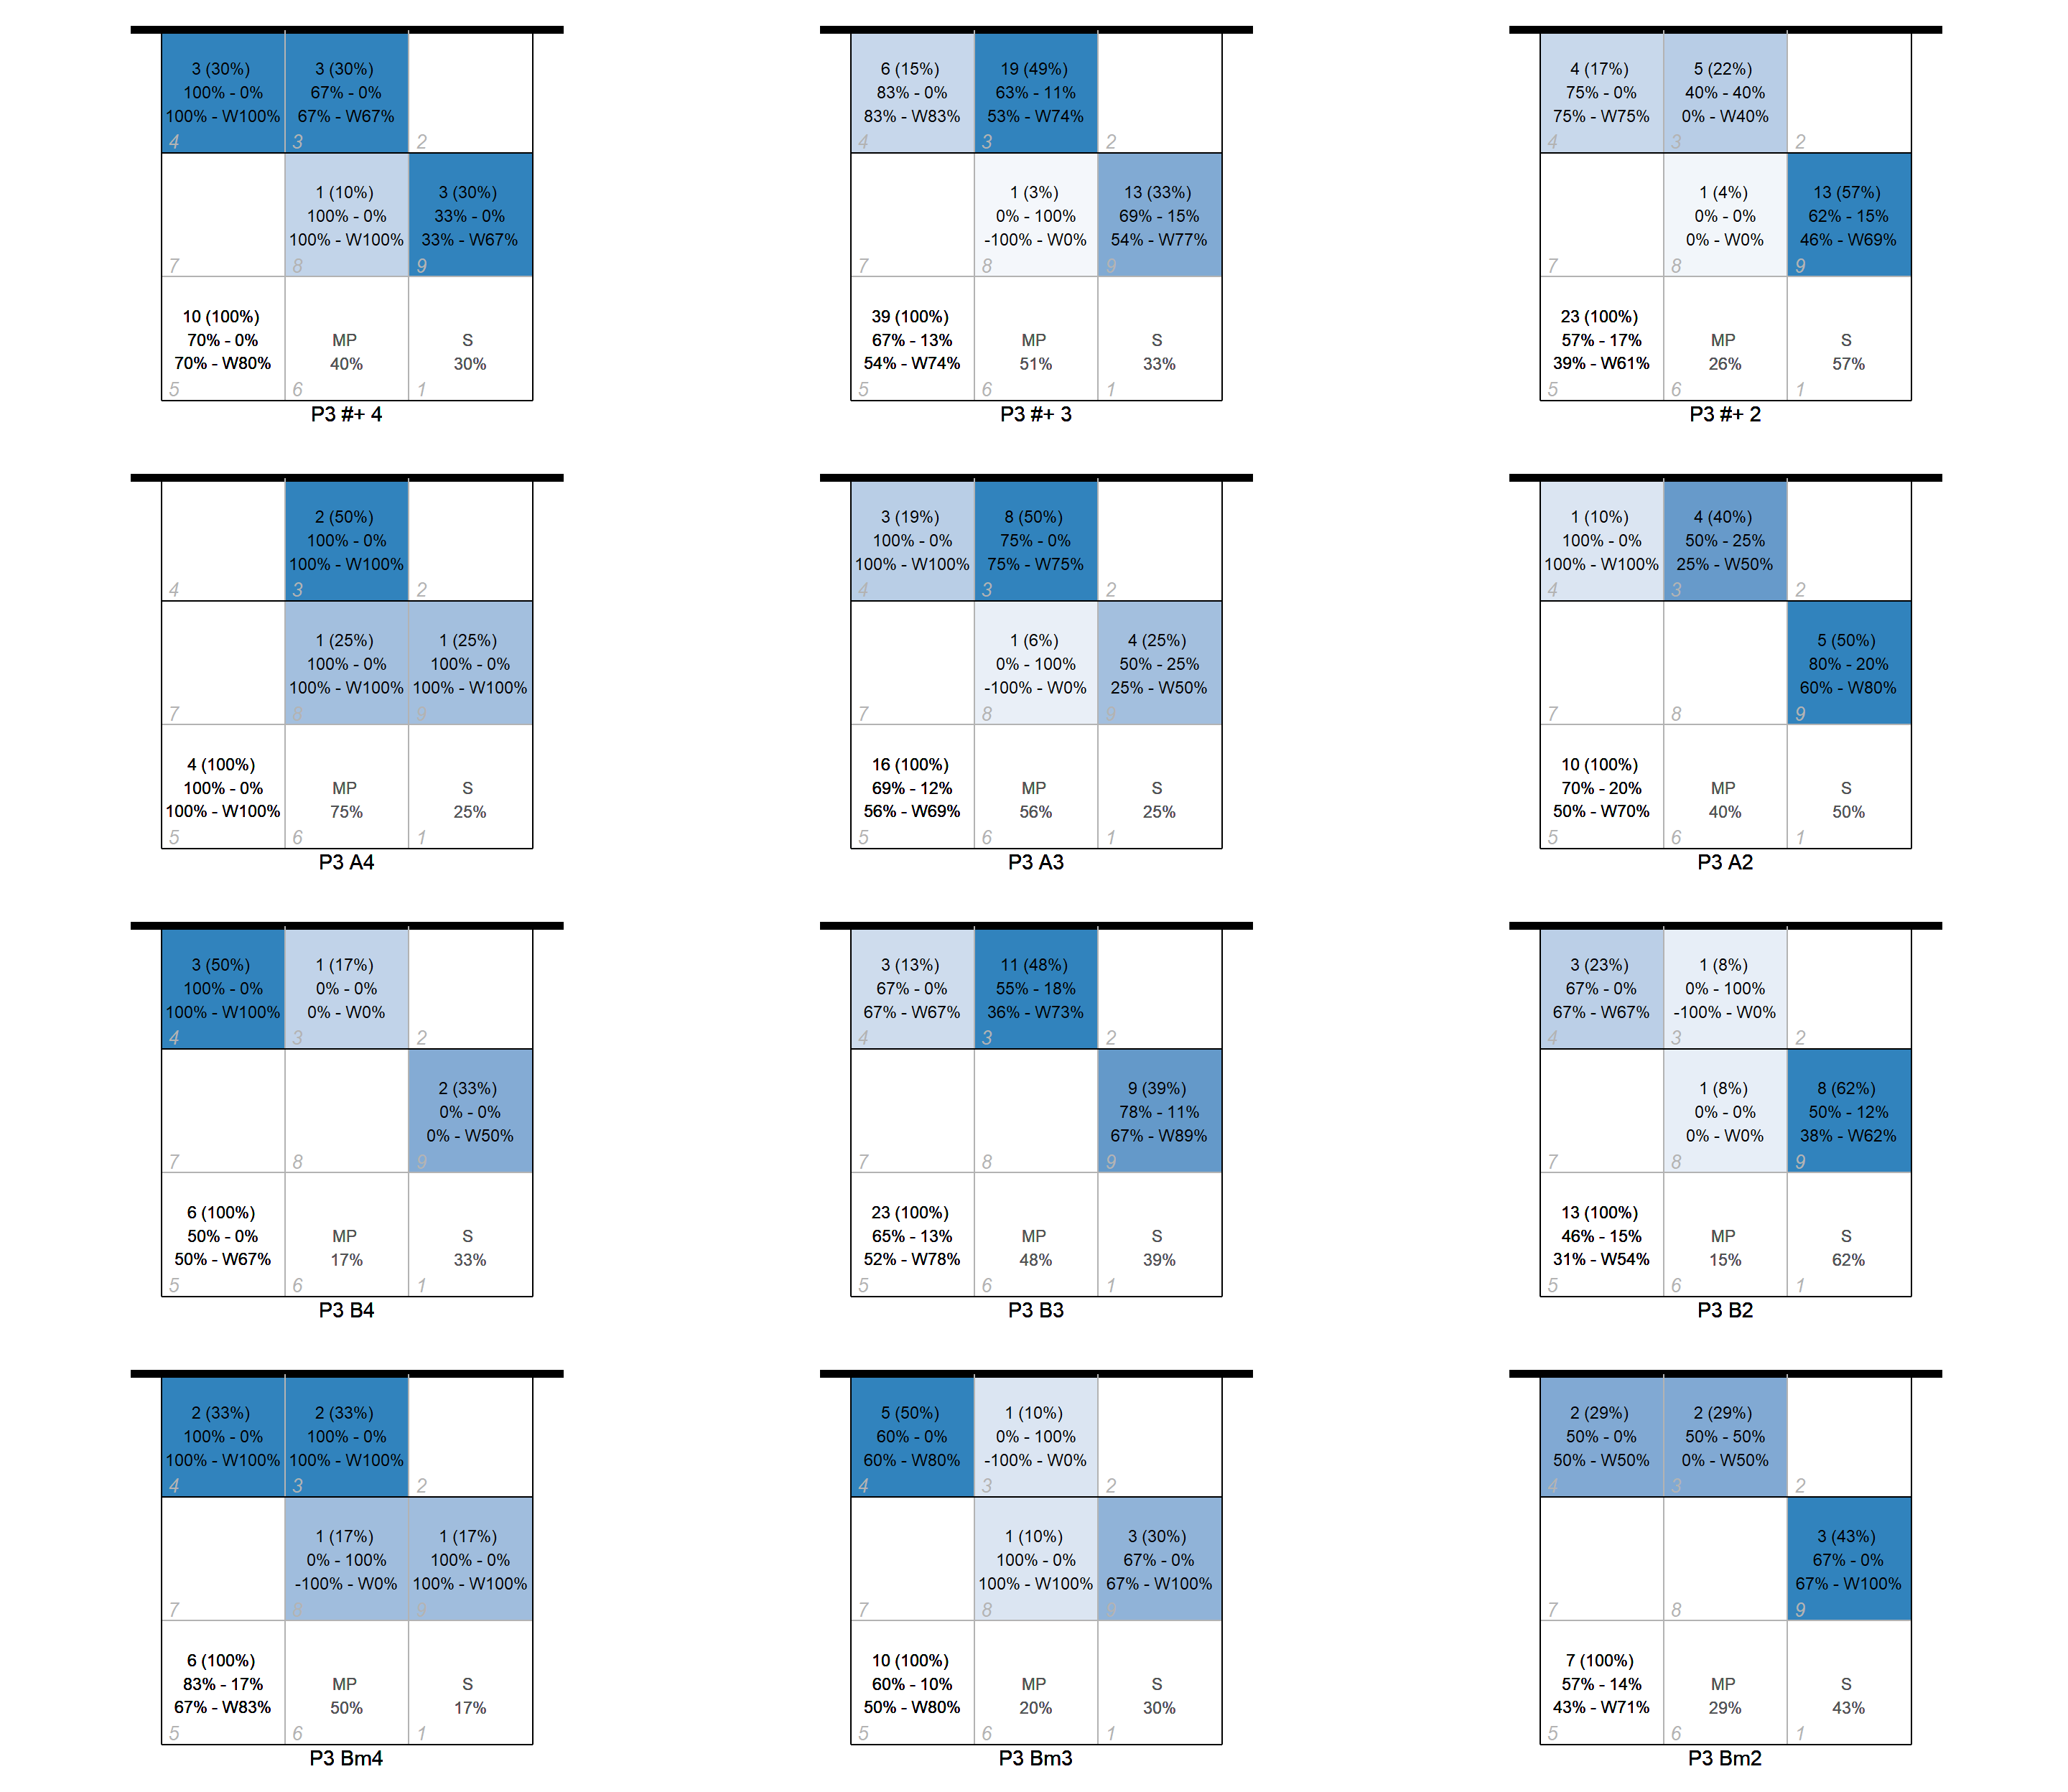 3 (30%)
100% - 0%
100% - W100%
4
3 (30%)
67% - 0%
67% - W67%
3
2
7
1 (10%)
100% - 0%
100% - W100%
8
3 (30%)
33% - 0%
33% - W67%
9
10 (100%)
70% - 0%
70% - W80%
5
MP
40%
6
S
30%
1
P3 #+ 4
6 (15%)
83% - 0%
83% - W83%
4
19 (49%)
63% - 11%
53% - W74%
3
2
7
1 (3%)
0% - 100%
-100% - W0%
8
13 (33%)
69% - 15%
54% - W77%
9
39 (100%)
67% - 13%
54% - W74%
5
MP
51%
6
S
33%
1
P3 #+ 3
4 (17%)
75% - 0%
75% - W75%
4
5 (22%)
40% - 40%
0% - W40%
3
2
7
1 (4%)
0% - 0%
0% - W0%
8
13 (57%)
62% - 15%
46% - W69%
9
23 (100%)
57% - 17%
39% - W61%
5
MP
26%
6
S
57%
1
P3 #+ 2
4
2 (50%)
100% - 0%
100% - W100%
3
2
7
1 (25%)
100% - 0%
100% - W100%
8
1 (25%)
100% - 0%
100% - W100%
9
4 (100%)
100% - 0%
100% - W100%
5
MP
75%
6
S
25%
1
P3 A4
3 (19%)
100% - 0%
100% - W100%
4
8 (50%)
75% - 0%
75% - W75%
3
2
7
1 (6%)
0% - 100%
-100% - W0%
8
4 (25%)
50% - 25%
25% - W50%
9
16 (100%)
69% - 12%
56% - W69%
5
MP
56%
6
S
25%
1
P3 A3
1 (10%)
100% - 0%
100% - W100%
4
4 (40%)
50% - 25%
25% - W50%
3
2
7
8
5 (50%)
80% - 20%
60% - W80%
9
10 (100%)
70% - 20%
50% - W70%
5
MP
40%
6
S
50%
1
P3 A2
3 (50%)
100% - 0%
100% - W100%
4
1 (17%)
0% - 0%
0% - W0%
3
2
7
8
2 (33%)
0% - 0%
0% - W50%
9
6 (100%)
50% - 0%
50% - W67%
5
MP
17%
6
S
33%
1
P3 B4
3 (13%)
67% - 0%
67% - W67%
4
11 (48%)
55% - 18%
36% - W73%
3
2
7
8
9 (39%)
78% - 11%
67% - W89%
9
23 (100%)
65% - 13%
52% - W78%
5
MP
48%
6
S
39%
1
P3 B3
3 (23%)
67% - 0%
67% - W67%
4
1 (8%)
0% - 100%
-100% - W0%
3
2
7
1 (8%)
0% - 0%
0% - W0%
8
8 (62%)
50% - 12%
38% - W62%
9
13 (100%)
46% - 15%
31% - W54%
5
MP
15%
6
S
62%
1
P3 B2
2 (33%)
100% - 0%
100% - W100%
4
2 (33%)
100% - 0%
100% - W100%
3
2
7
1 (17%)
0% - 100%
-100% - W0%
8
1 (17%)
100% - 0%
100% - W100%
9
6 (100%)
83% - 17%
67% - W83%
5
MP
50%
6
S
17%
1
P3 Bm4
5 (50%)
60% - 0%
60% - W80%
4
1 (10%)
0% - 100%
-100% - W0%
3
2
7
1 (10%)
100% - 0%
100% - W100%
8
3 (30%)
67% - 0%
67% - W100%
9
10 (100%)
60% - 10%
50% - W80%
5
MP
20%
6
S
30%
1
P3 Bm3
2 (29%)
50% - 0%
50% - W50%
4
2 (29%)
50% - 50%
0% - W50%
3
2
7
8
3 (43%)
67% - 0%
67% - W100%
9
7 (100%)
57% - 14%
43% - W71%
5
MP
29%
6
S
43%
1
P3 Bm2